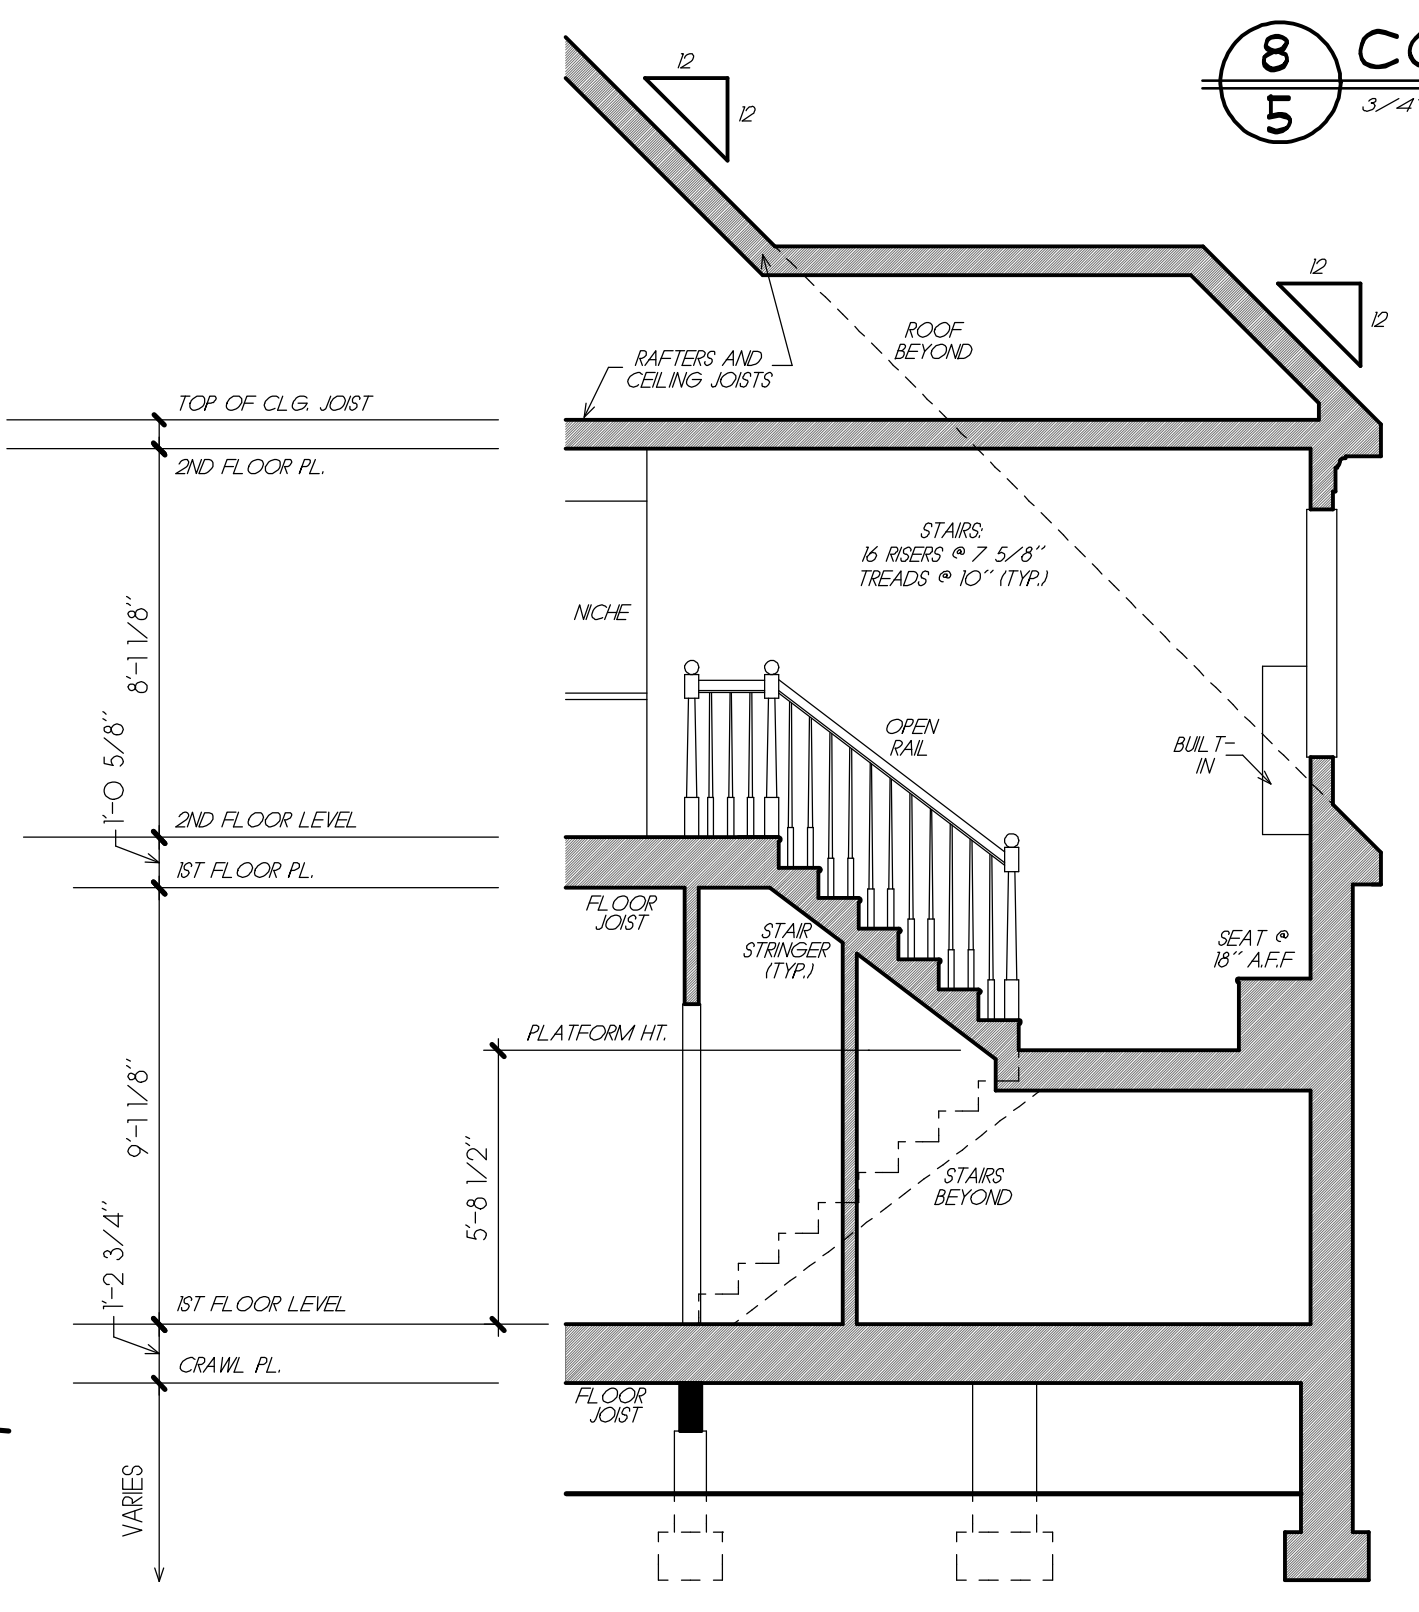 8
5
3/4"
12
12
12
12
ROOF
BEYOND
RAFTERS AND
CEILING JOISTS
TOP OF CLG. JOIST
2ND FLOOR PL.
STAIRS:
16 RISERS @ 7 5/8"
TREADS @ 10" (TYP.)
NICHE
8'-1 1/8"
OPEN
RAIL
BUILT-
IN
1'-0 5/8"
2ND FLOOR LEVEL
1ST FLOOR PL.
FLOOR
JOIST
STAIR
STRINGER
(TYP.)
SEAT @
18" A.F.F
PLATFORM HT.
9'-1 1/8"
5'-8 1/2"
STAIRS
BEYOND
1'-2 3/4"
1ST FLOOR LEVEL
CRAWL PL.
FLOOR
JOIST
VARIES